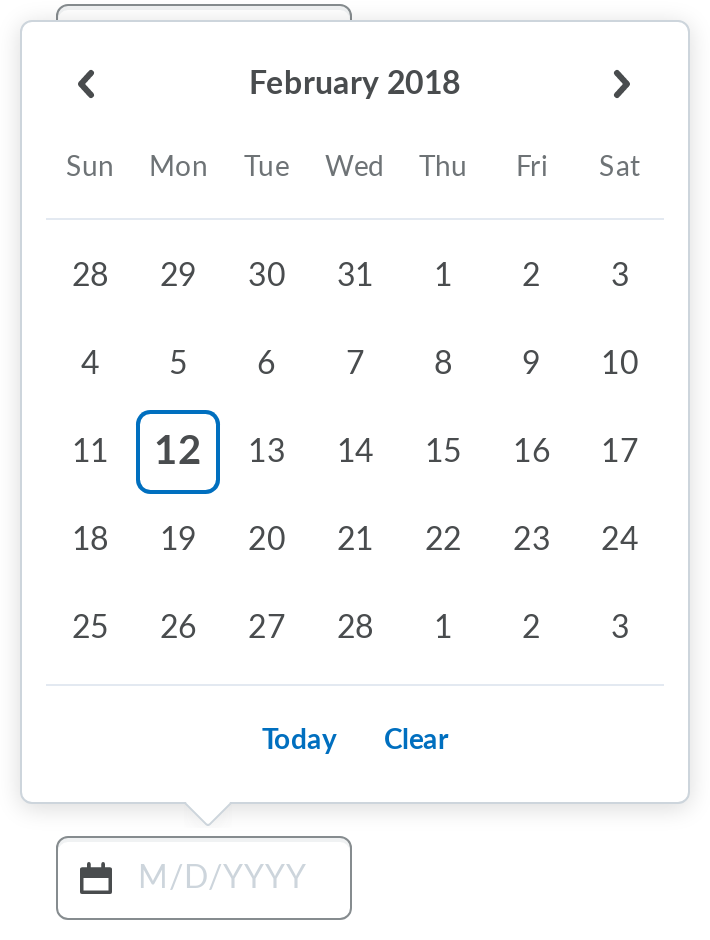 February 2018
Sun Mon Tue Wed Thu Fri Sat
28 29 30 31 1 2 3
4 5 6 7 8 9 10
11 12 13 14 15 16 17
18 19 20 21 22 23 24
25 26 27 28 1 2 3
Today Clear
M/D/YYYY